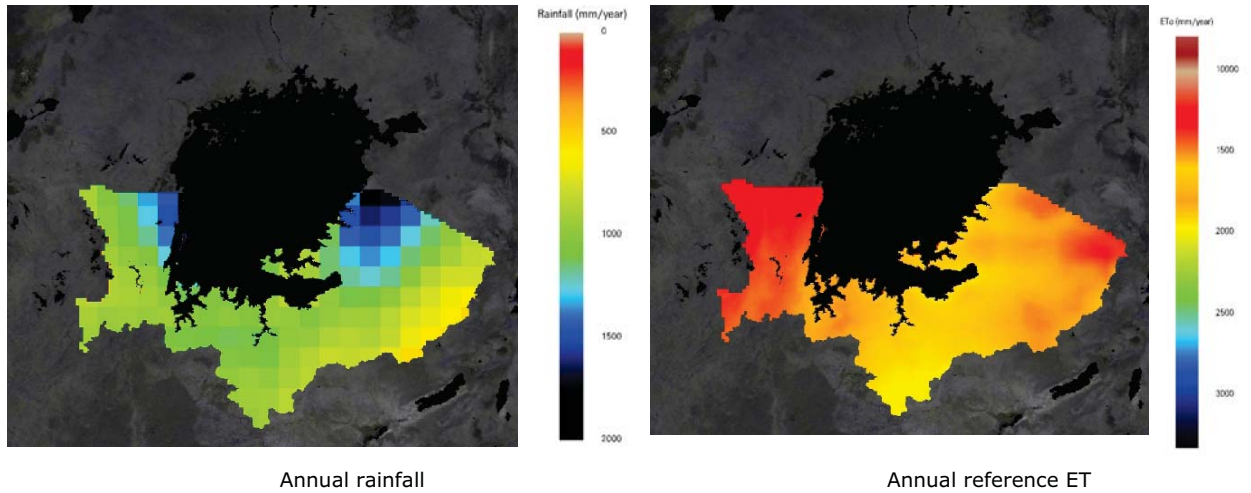 Rainfall (mm/year)
0
500
1000
1500
2000
ETo (mm/year)
10000
1500
2000
2500
3000
Annual rainfall
Annual reference ET